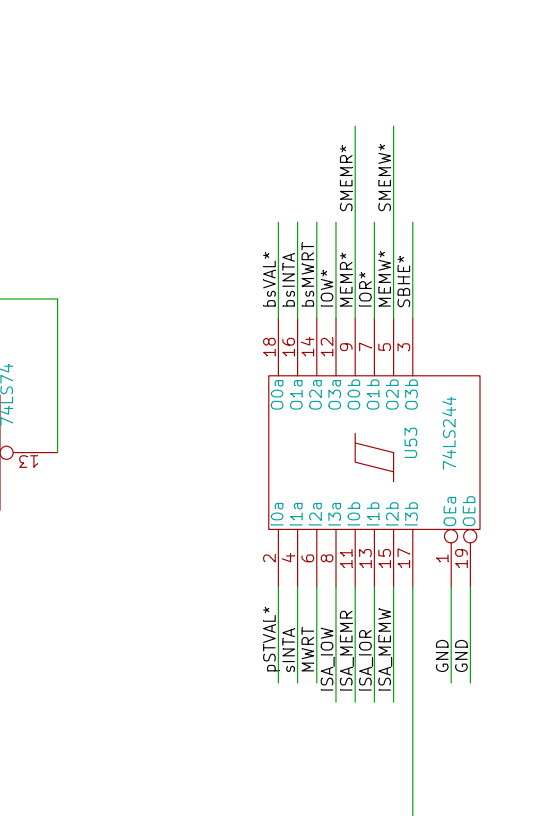 SMEMR*
SMEMW*
bsVAL*
bsINTA
bsMWRT
IOW*
MEMR*
IOR*
MEMW*
SBHE*
18
16
14
12
9
7
5
3
O0a
O1a
O2a
O3a
O0b
O1b
O2b
O3b
74LS74
13
U53
74LS244
I0a
I1a
I2a
I3a
I0b
I1b
I2b
I3b
OEa
OEb
2
4
6
8
11
13
15
17
1
19
pSTVAL*
sINTA
MWRT
ISA_IOW
ISA_MEMR
ISA_IOR
ISA_MEMW
GND
GND